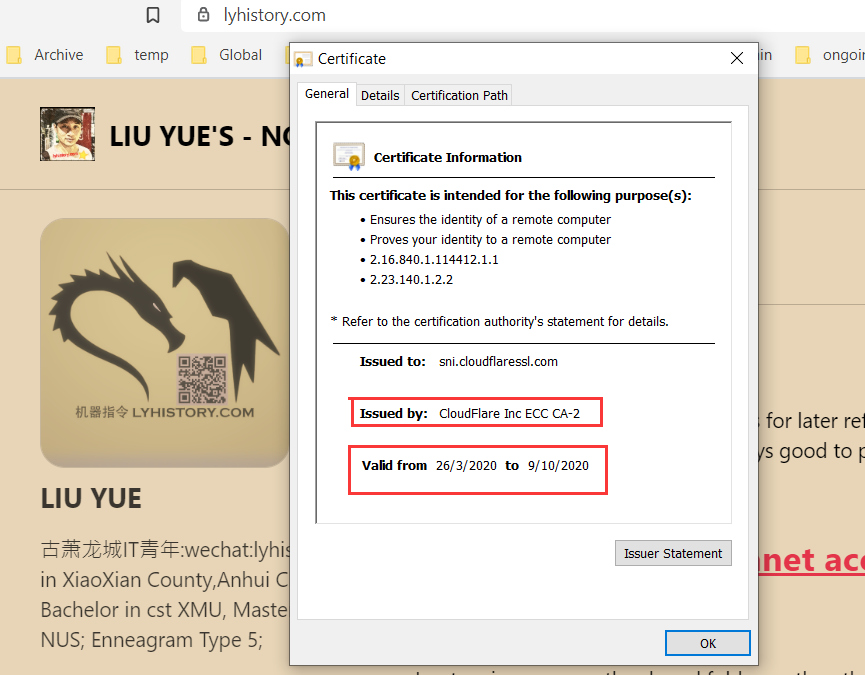 lyhistory.com
Archive
temp
Global
ain
ongoin
Certificate
General
Details
Certification Path
LIU YUE'S - NO
Certificate Information
This certificate is intended for the following purpose(s):
• Ensures the identity of a remote computer
• Proves your identity to a remote computer
• 2.16.840.1.114412.1.1
• 2.23.140.1.2.2
* Refer to the certification authority's statement for details.
Issued to: sni.cloudflaressl.com
Issued by: CloudFlare Inc ECC CA-2
Valid from 26/3/2020 to 9/10/2020
Issuer Statement
OK
机器指令 LYHISTORY.COM
LIU YUE
古萧龙城IT青年:wechat:lyhis
in XiaoXian County,Anhui C
Bachelor in cst XMU, Maste
NUS; Enneagram Type 5;
for later ref
ys good to p
net acc